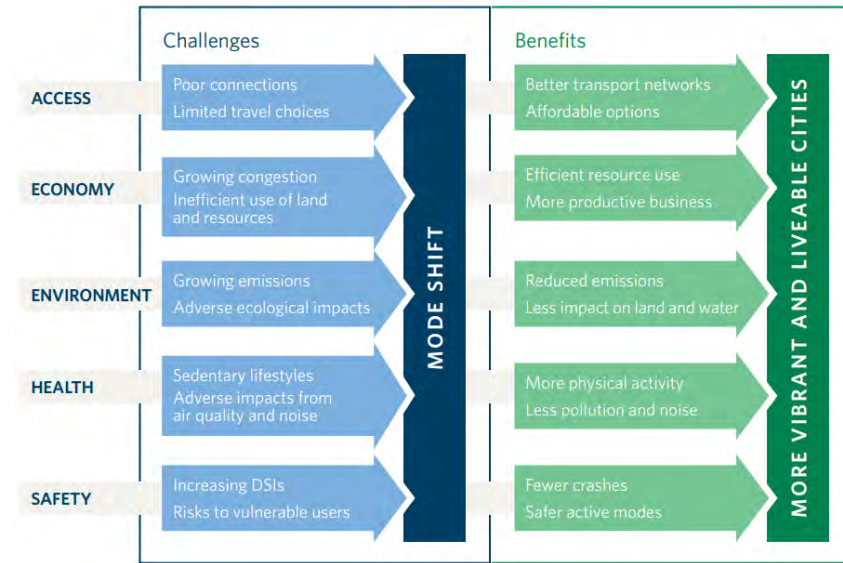 Challenges
Benefits
ACCESS
Poor connections
Limited travel choices
Better transport networks
Affordable options
ECONOMY
Growing congestion
Inefficient use of land
and resources
Efficient resource use
More productive business
ENVIRONMENT
Growing emissions
Adverse ecological impacts
Reduced emissions
Less impact on land and water
HEALTH
Sedentary lifestyles
Adverse impacts from
air quality and noise
More physical activity
Less pollution and noise
SAFETY
Increasing DSIs
Risks to vulnerable users
Fewer crashes
Safer active modes
MODE SHIFT
MORE VIBRANT AND LIVEABLE CITIES